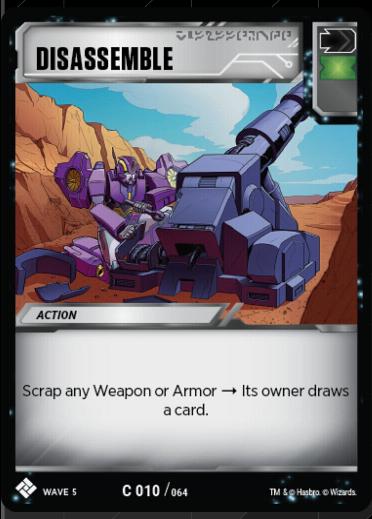 DISASSEMBLE
ACTION
Scrap any Weapon or Armor → Its owner draws
a card.
WAVE 5 C 010 / 064 TM & © Hasbro. © Wizards.